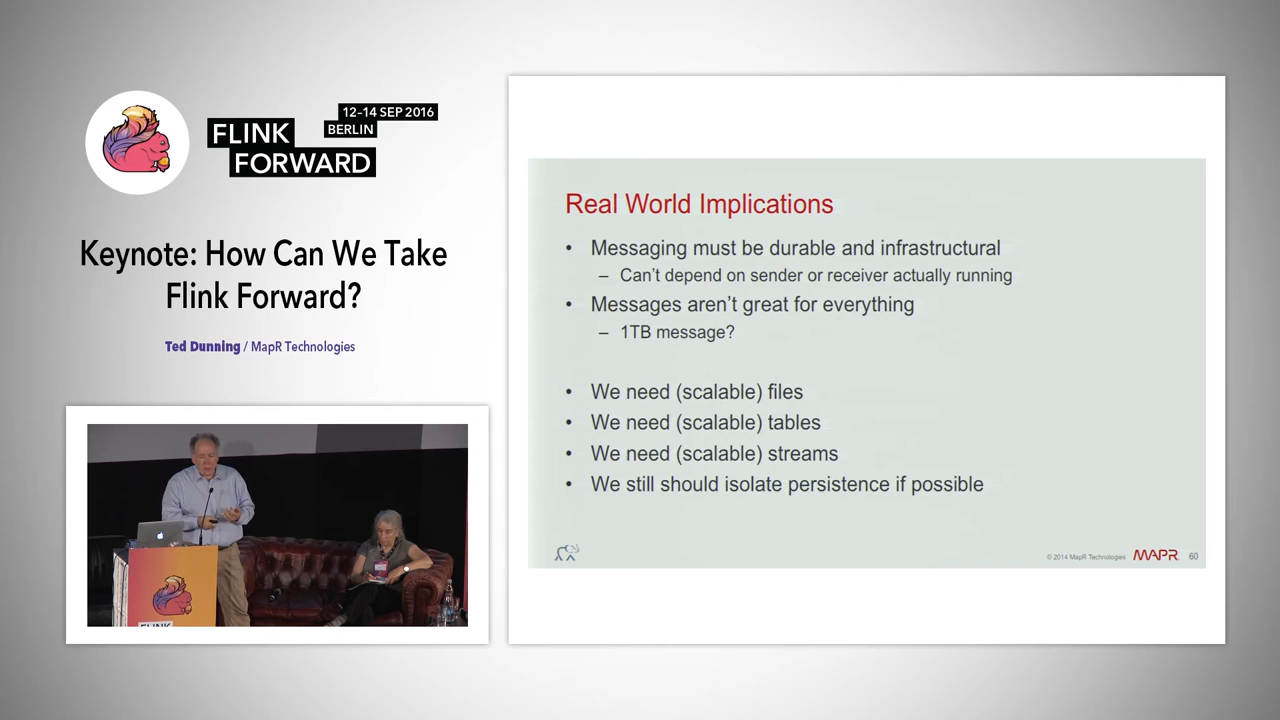 12–14 SEP 2016
BERLIN
FLINK
FORWARD
Keynote: How Can We Take
Flink Forward?
Ted Dunning / MapR Technologies
FLINK
Real World Implications
• Messaging must be durable and infrastructural
– Can't depend on sender or receiver actually running
• Messages aren't great for everything
– 1TB message?
• We need (scalable) files
• We need (scalable) tables
• We need (scalable) streams
• We still should isolate persistence if possible
© 2014 MapR Technologies MAPR 60